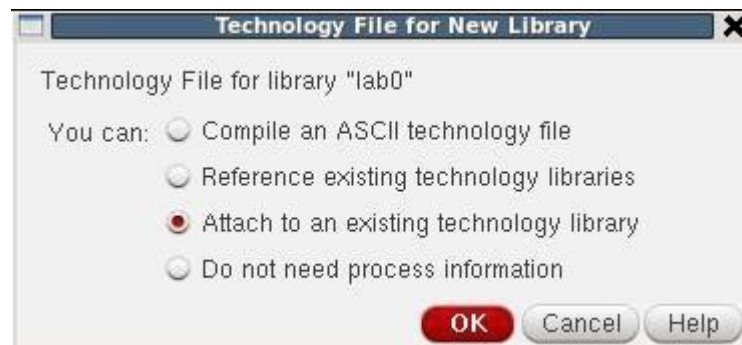 Technology File for New Library
Technology File for library "lab0"
You can: Compile an ASCII technology file
Reference existing technology libraries
Attach to an existing technology library
Do not need process information
OK Cancel Help